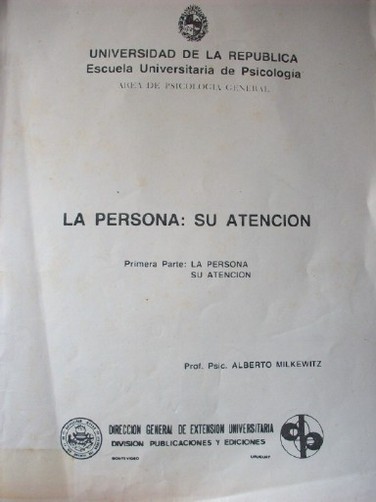 UNIVERSIDAD DE LA REPUBLICA
Escuela Universitaria de Psicología
AREA DE PSICOLOGIA GENERAL
LA PERSONA: SU ATENCION
Primera Parte: LA PERSONA
SU ATENCION
Prof. Psic. ALBERTO MILKEWITZ
DIRECCION GENERAL DE EXTENSION UNIVERSITARIA
DIVISION PUBLICACIONES Y EDICIONES
MONTEVIDEO URUGUAY